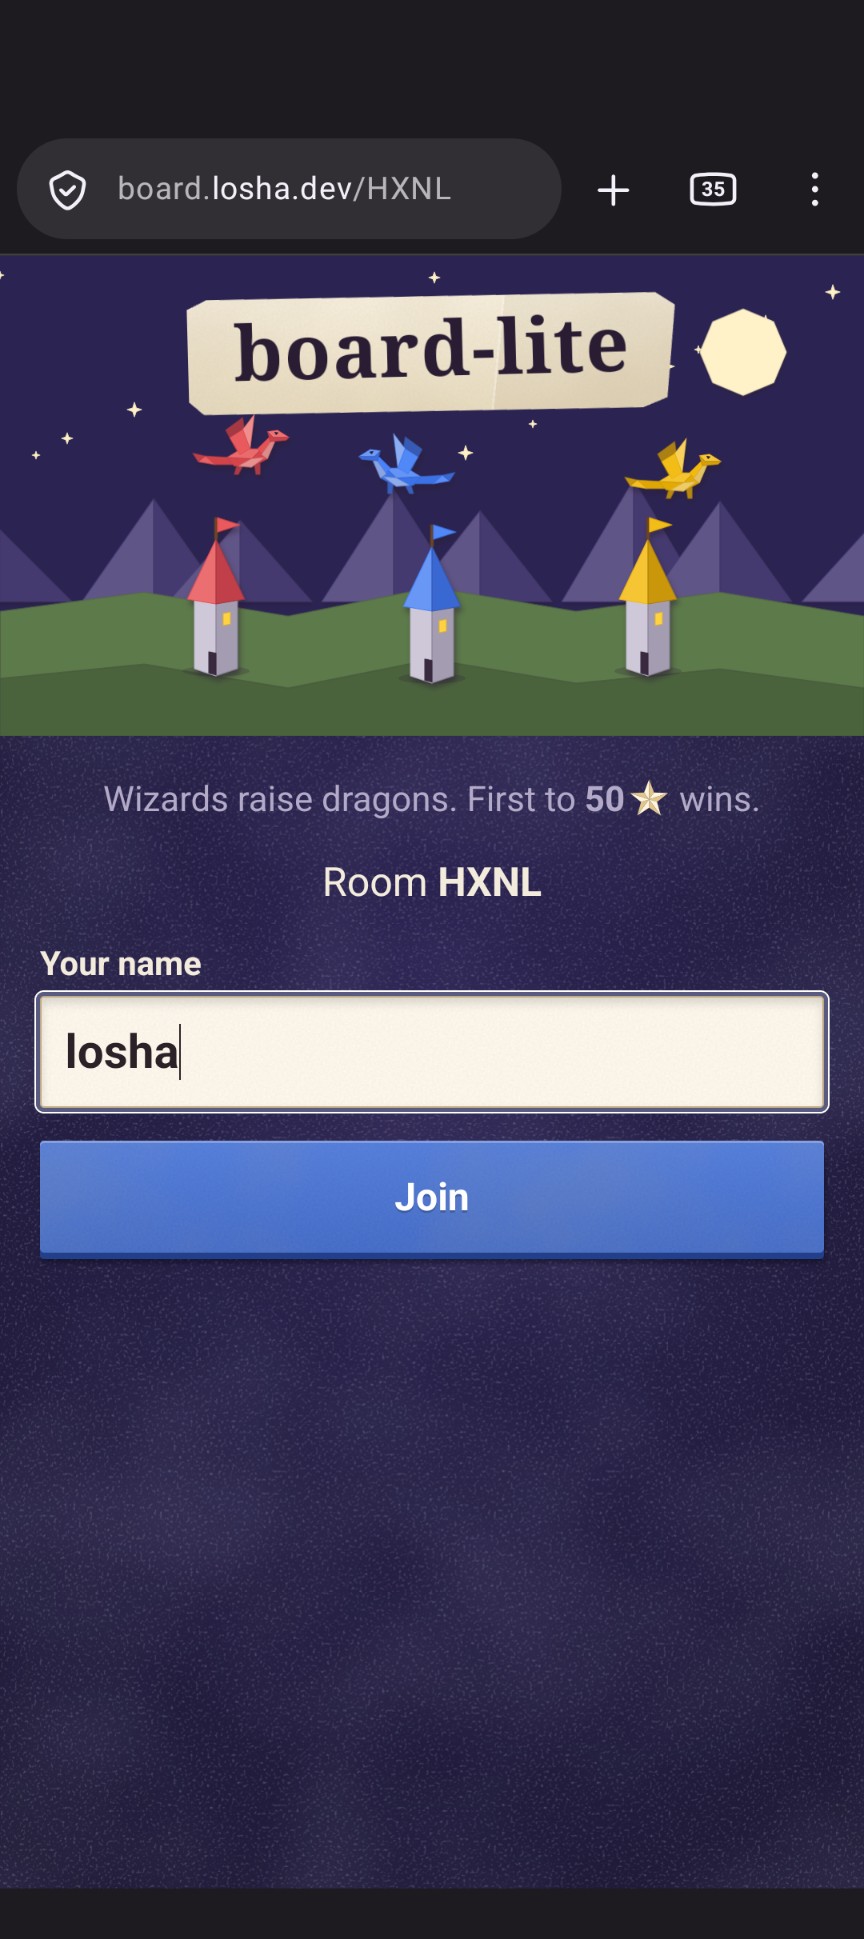 board.losha.dev/HXNL
35
board-lite
Wizards raise dragons. First to 50 wins.
Room HXNL
Your name
losha
Join